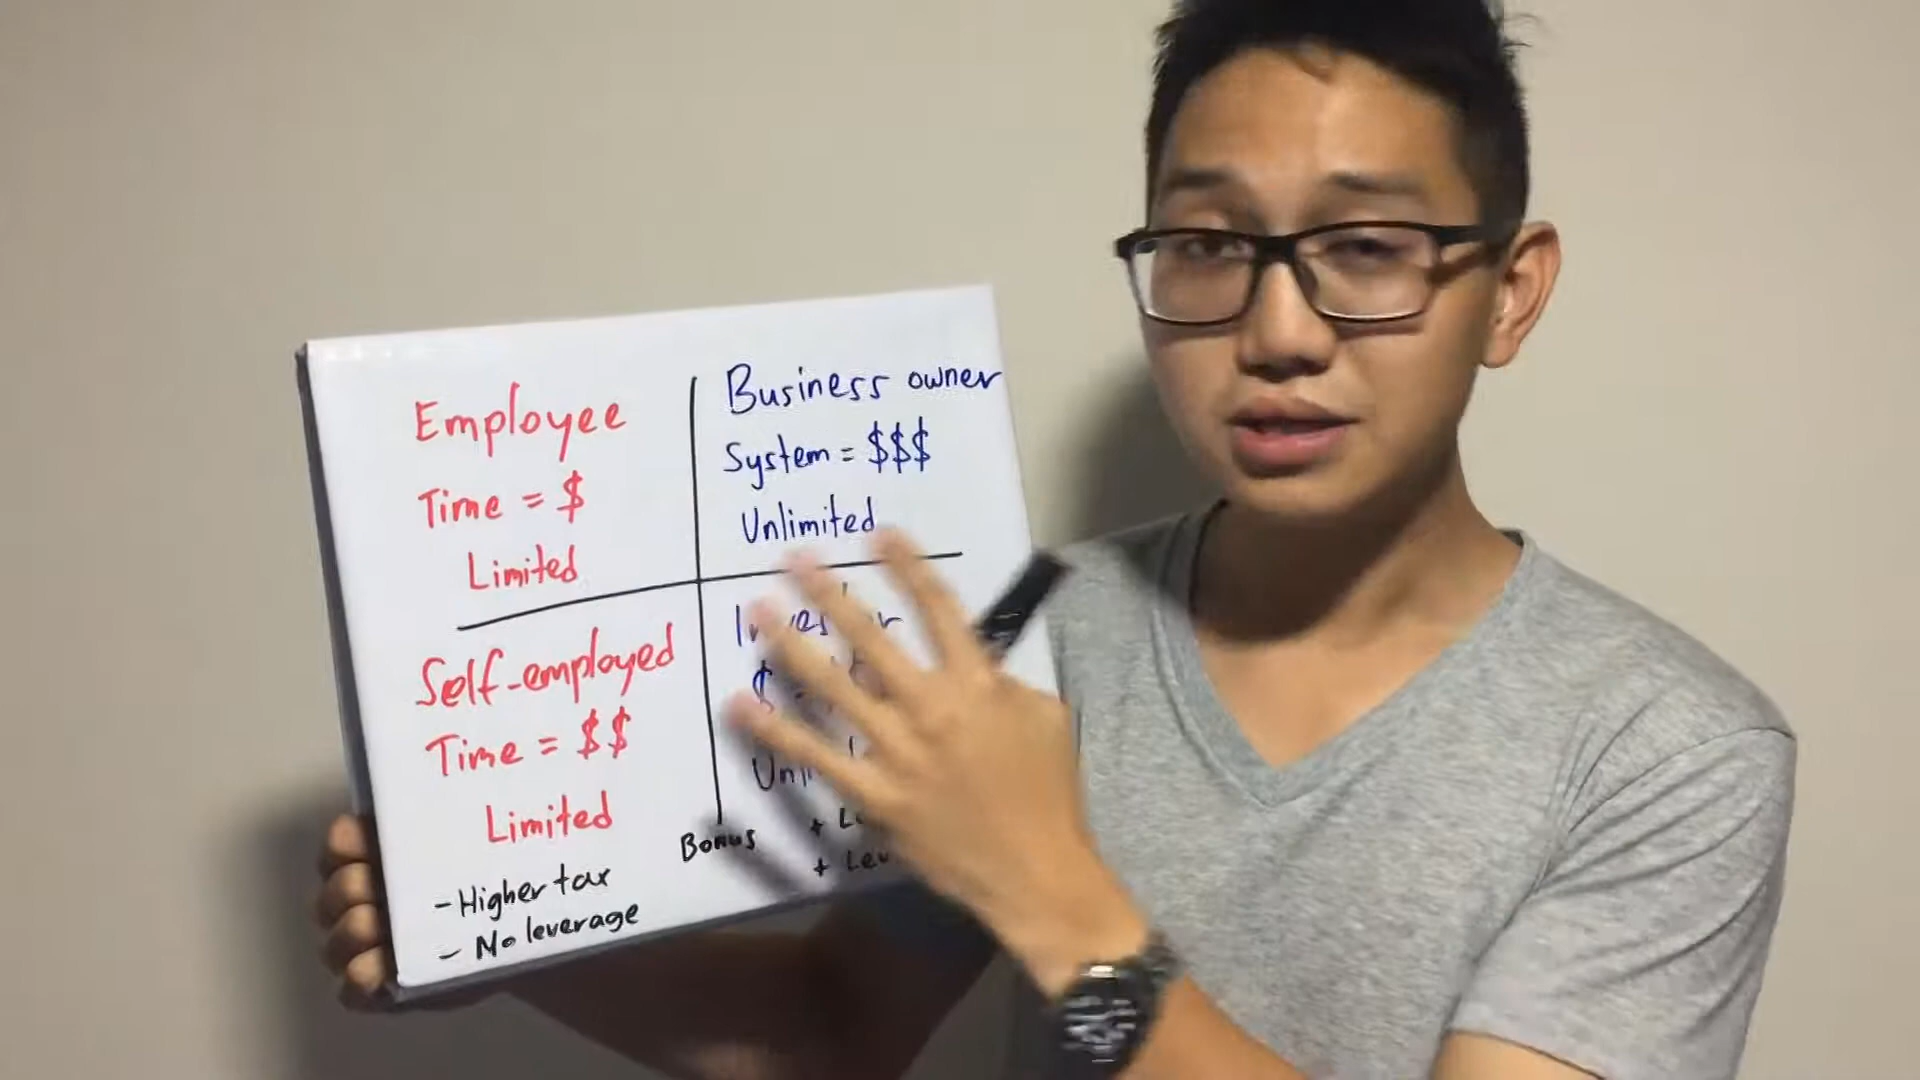 Employee
Time = $
Limited
Business owner
System = $$$
Unlimited
Self-employed
Time = $$
Limited
- Higher tax
- No leverage
$
Bonus
+
+